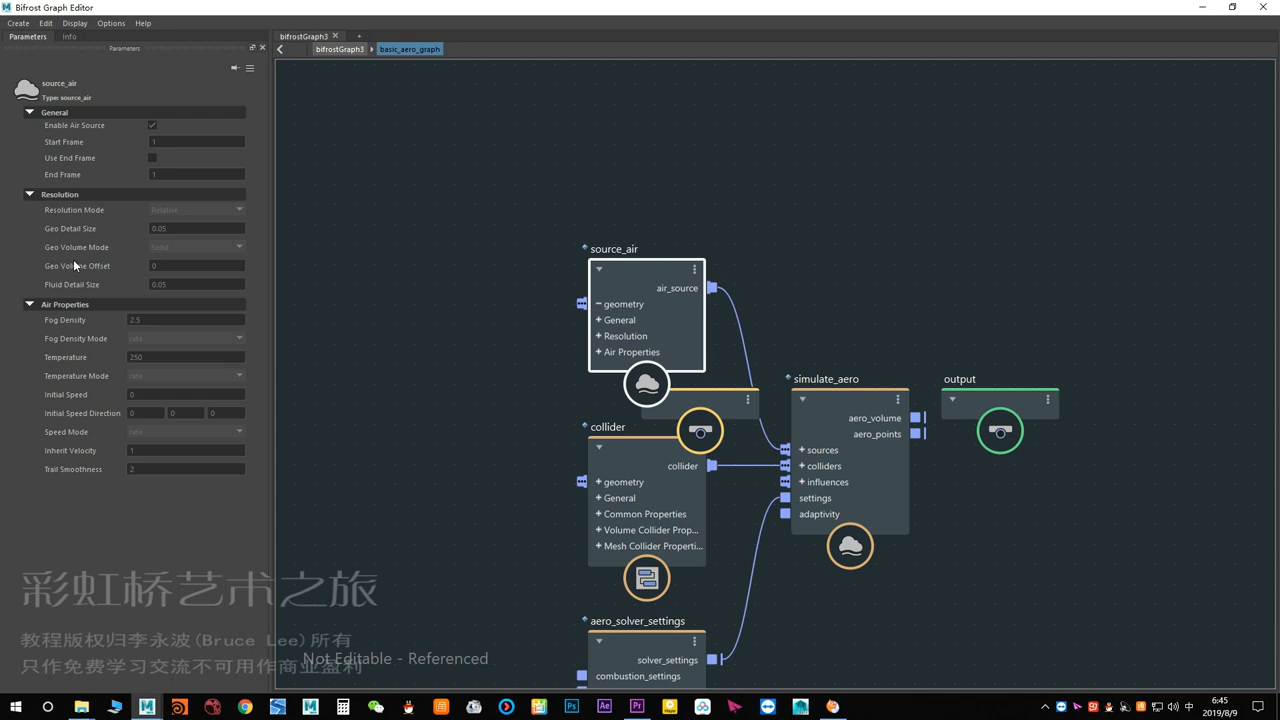 Bifrost Graph Editor
Create Edit Display Options Help
Parameters Info
Parameters
source_air
Type: source_air
General
Enable Air Source
Start Frame 1
Use End Frame
End Frame 1
Resolution
Resolution Mode Relative
Geo Detail Size 0.05
Geo Volume Mode Solid
Geo Volume Offset 0
Fluid Detail Size 0.05
Air Properties
Fog Density 2.5
Fog Density Mode rate
Temperature 250
Temperature Mode rate
Initial Speed 0
Initial Speed Direction 0 0 0
Speed Mode rate
Inherit Velocity 1
Trail Smoothness 2
bifrostGraph3
bifrostGraph3 basic_aero_graph
source_air
air_source
geometry
General
Resolution
Air Properties
collider
collider
geometry
General
Common Properties
Volume Collider Prop...
Mesh Collider Properti...
aero_solver_settings
solver_settings
combustion_settings
simulate_aero
aero_volume
aero_points
sources
colliders
influences
settings
adaptivity
output
彩虹桥艺术之旅
教程版权归李永波(Bruce Lee)所有
只作免费学习交流不可用作商业盈利
Not Editable - Referenced
6:45
2019/8/9